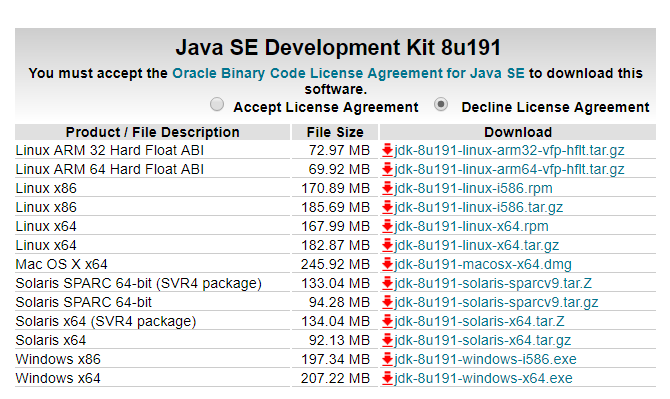 Java SE Development Kit 8u191
You must accept the Oracle Binary Code License Agreement for Java SE to download this
software.
Accept License Agreement Decline License Agreement
Product / File Description File Size Download
Linux ARM 32 Hard Float ABI 72.97 MB jdk-8u191-linux-arm32-vfp-hflt.tar.gz
Linux ARM 64 Hard Float ABI 69.92 MB jdk-8u191-linux-arm64-vfp-hflt.tar.gz
Linux x86 170.89 MB jdk-8u191-linux-i586.rpm
Linux x86 185.69 MB jdk-8u191-linux-i586.tar.gz
Linux x64 167.99 MB jdk-8u191-linux-x64.rpm
Linux x64 182.87 MB jdk-8u191-linux-x64.tar.gz
Mac OS X x64 245.92 MB jdk-8u191-macosx-x64.dmg
Solaris SPARC 64-bit (SVR4 package) 133.04 MB jdk-8u191-solaris-sparcv9.tar.Z
Solaris SPARC 64-bit 94.28 MB jdk-8u191-solaris-sparcv9.tar.gz
Solaris x64 (SVR4 package) 134.04 MB jdk-8u191-solaris-x64.tar.Z
Solaris x64 92.13 MB jdk-8u191-solaris-x64.tar.gz
Windows x86 197.34 MB jdk-8u191-windows-i586.exe
Windows x64 207.22 MB jdk-8u191-windows-x64.exe